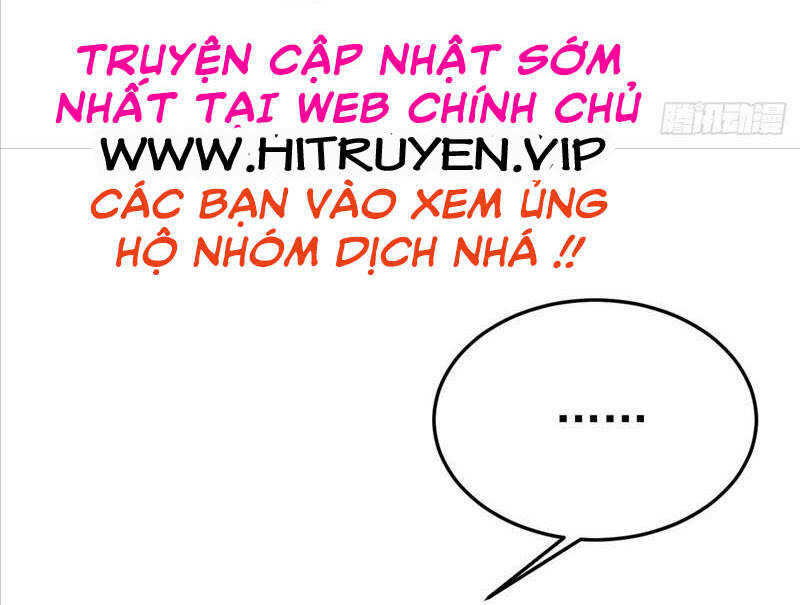 TRUYỆN CẬP NHẬT SỚM
NHẤT TẠI WEB CHÍNH CHỦ
腾讯动漫
WWW.HITRUYEN.VIP
CÁC BẠN VÀO XEM ỦNG
HỘ NHÓM DỊCH NHÁ !!
......